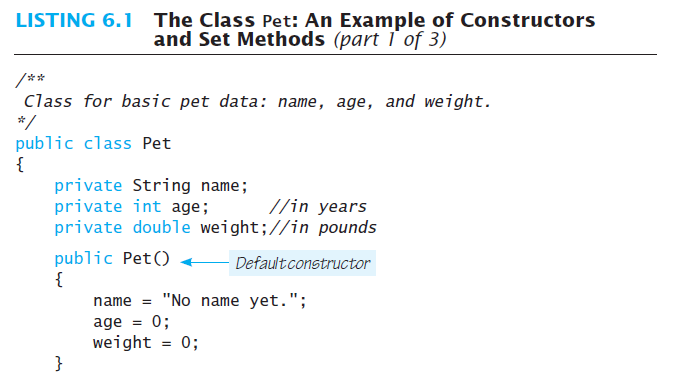 LISTING 6.1 The Class Pet: An Example of Constructors
and Set Methods (part 1 of 3)
/**
Class for basic pet data: name, age, and weight.
*/
public class Pet
{
private String name;
private int age; //in years
private double weight;//in pounds
public Pet() Default constructor
{
name = "No name yet.";
age = 0;
weight = 0;
}